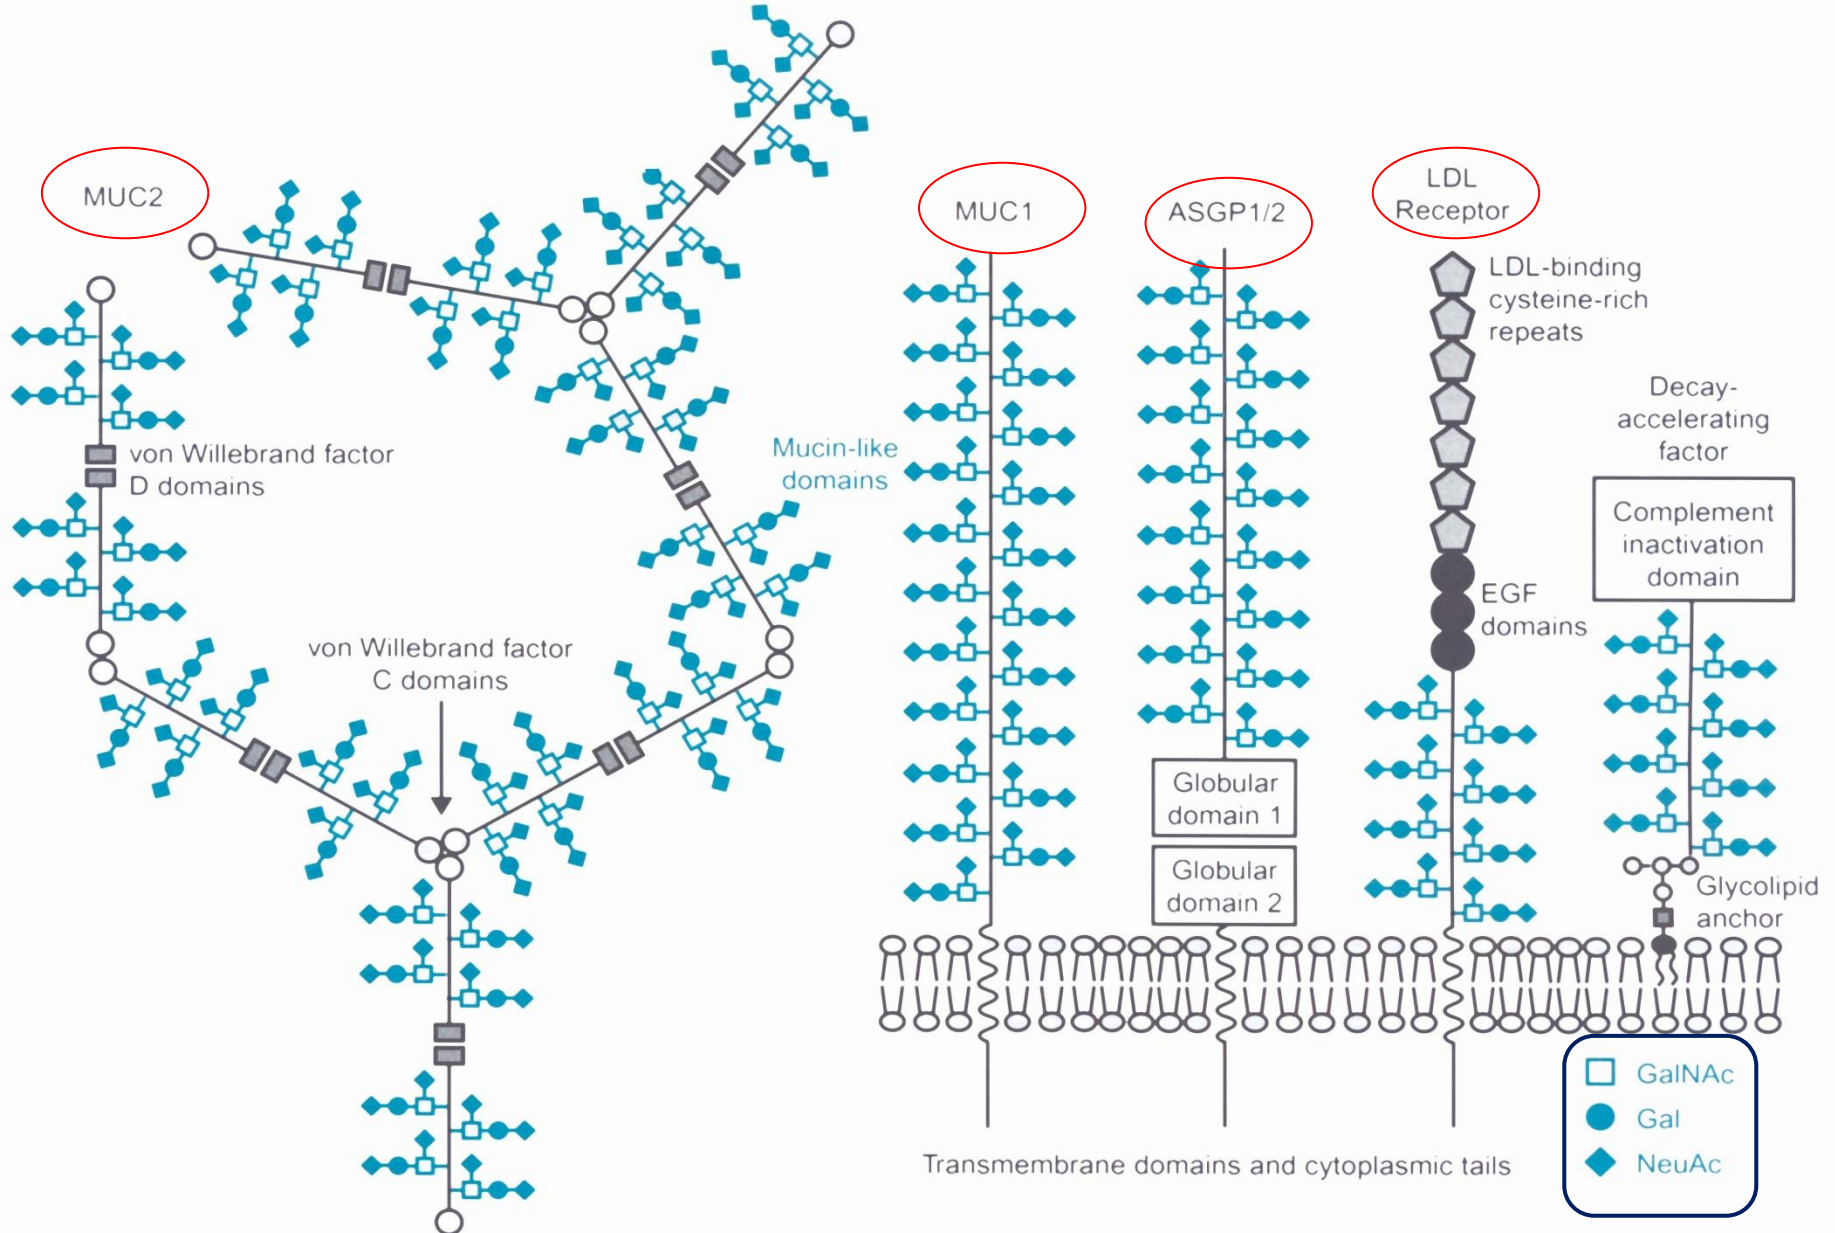 MUC2
von Willebrand factor
D domains
von Willebrand factor
C domains
Mucin-like
domains
MUC1
ASGP1/2
Globular
domain 1
Globular
domain 2
LDL
Receptor
LDL-binding
cysteine-rich
repeats
EGF
domains
Decay-
accelerating
factor
Complement
inactivation
domain
Glycolipid
anchor
Transmembrane domains and cytoplasmic tails
GalNAc
Gal
NeuAc